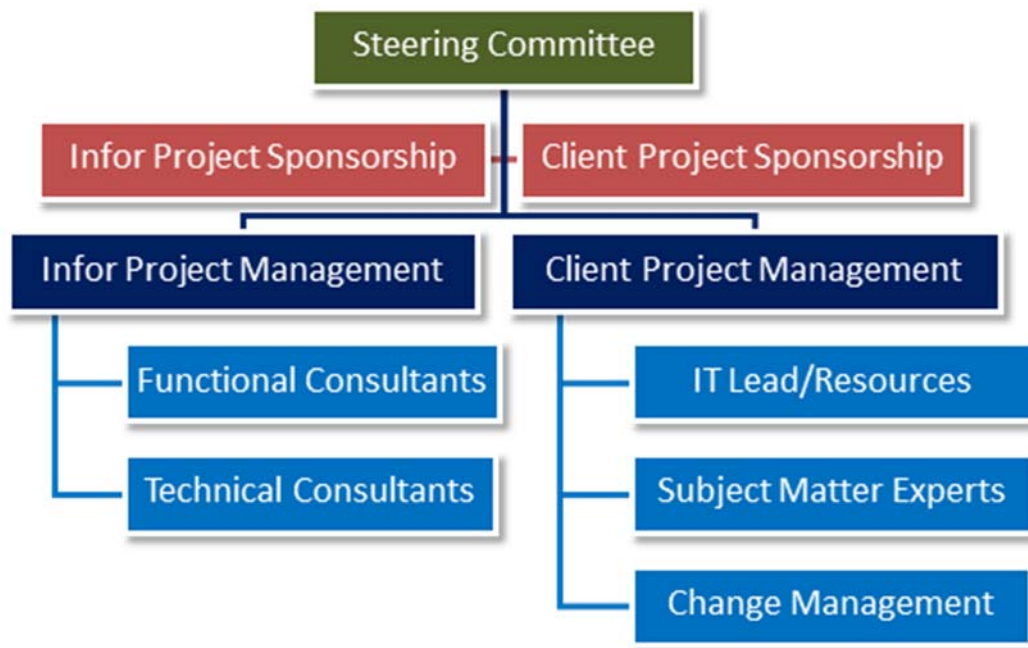 Steering Committee
Infor Project Sponsorship
Client Project Sponsorship
Infor Project Management
Client Project Management
Functional Consultants
IT Lead/Resources
Technical Consultants
Subject Matter Experts
Change Management